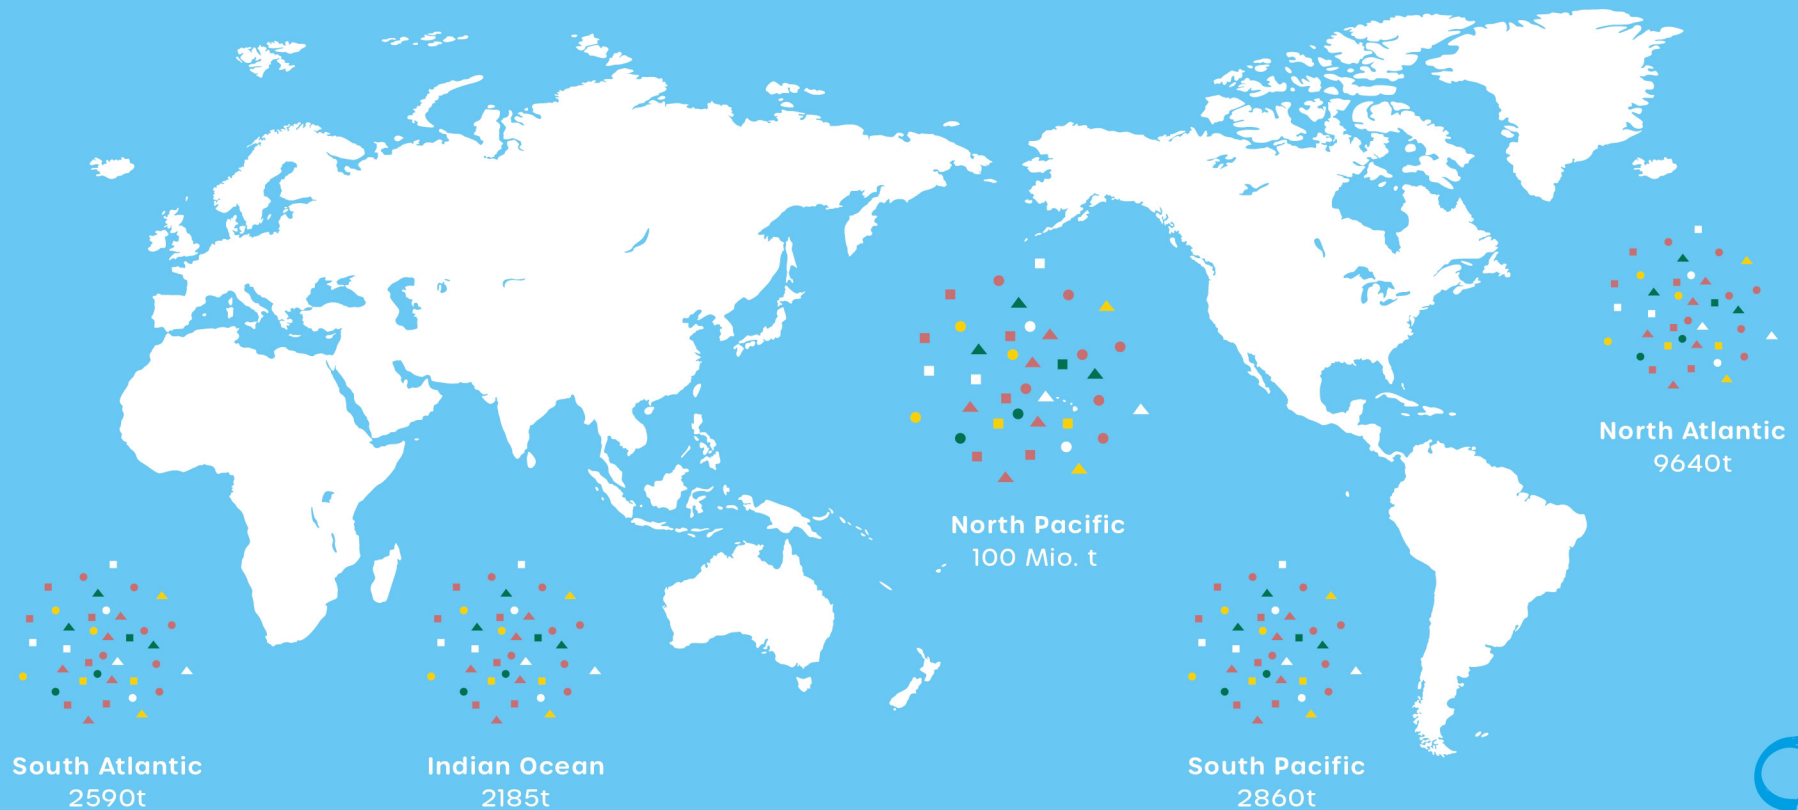 North Atlantic
9640t
North Pacific
100 Mio. t
South Atlantic
2590t
Indian Ocean
2185t
South Pacific
2860t